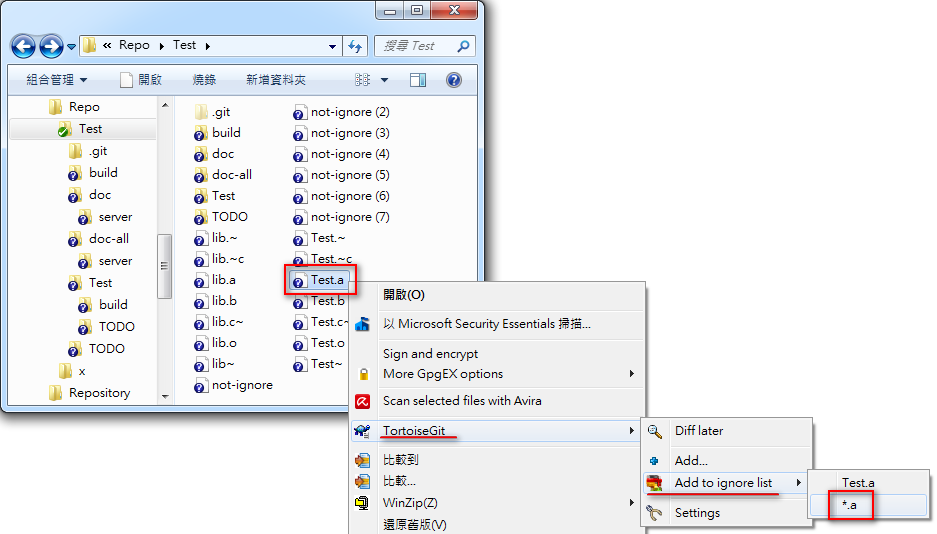 « Repo ▸ Test ▸
搜尋 Test
組合管理 ▼ 開啟 燒錄 新增資料夾
Repo
Test
.git
build
doc
server
doc-all
server
Test
build
TODO
TODO
x
Repository
.git
build
doc
doc-all
Test
TODO
lib.~
lib.~c
lib.a
lib.b
lib.c~
lib.o
lib~
not-ignore
not-ignore (2)
not-ignore (3)
not-ignore (4)
not-ignore (5)
not-ignore (6)
not-ignore (7)
Test.~
Test.~c
Test.a
Test.b
Test.c~
Test.o
Test~
開啟(O)
以 Microsoft Security Essentials 掃描...
Sign and encrypt
More GpgEX options
Scan selected files with Avira
TortoiseGit
比較到
比較...
WinZip(Z)
還原舊版(V)
Diff later
Add...
Add to ignore list
Settings
Test.a
*.a